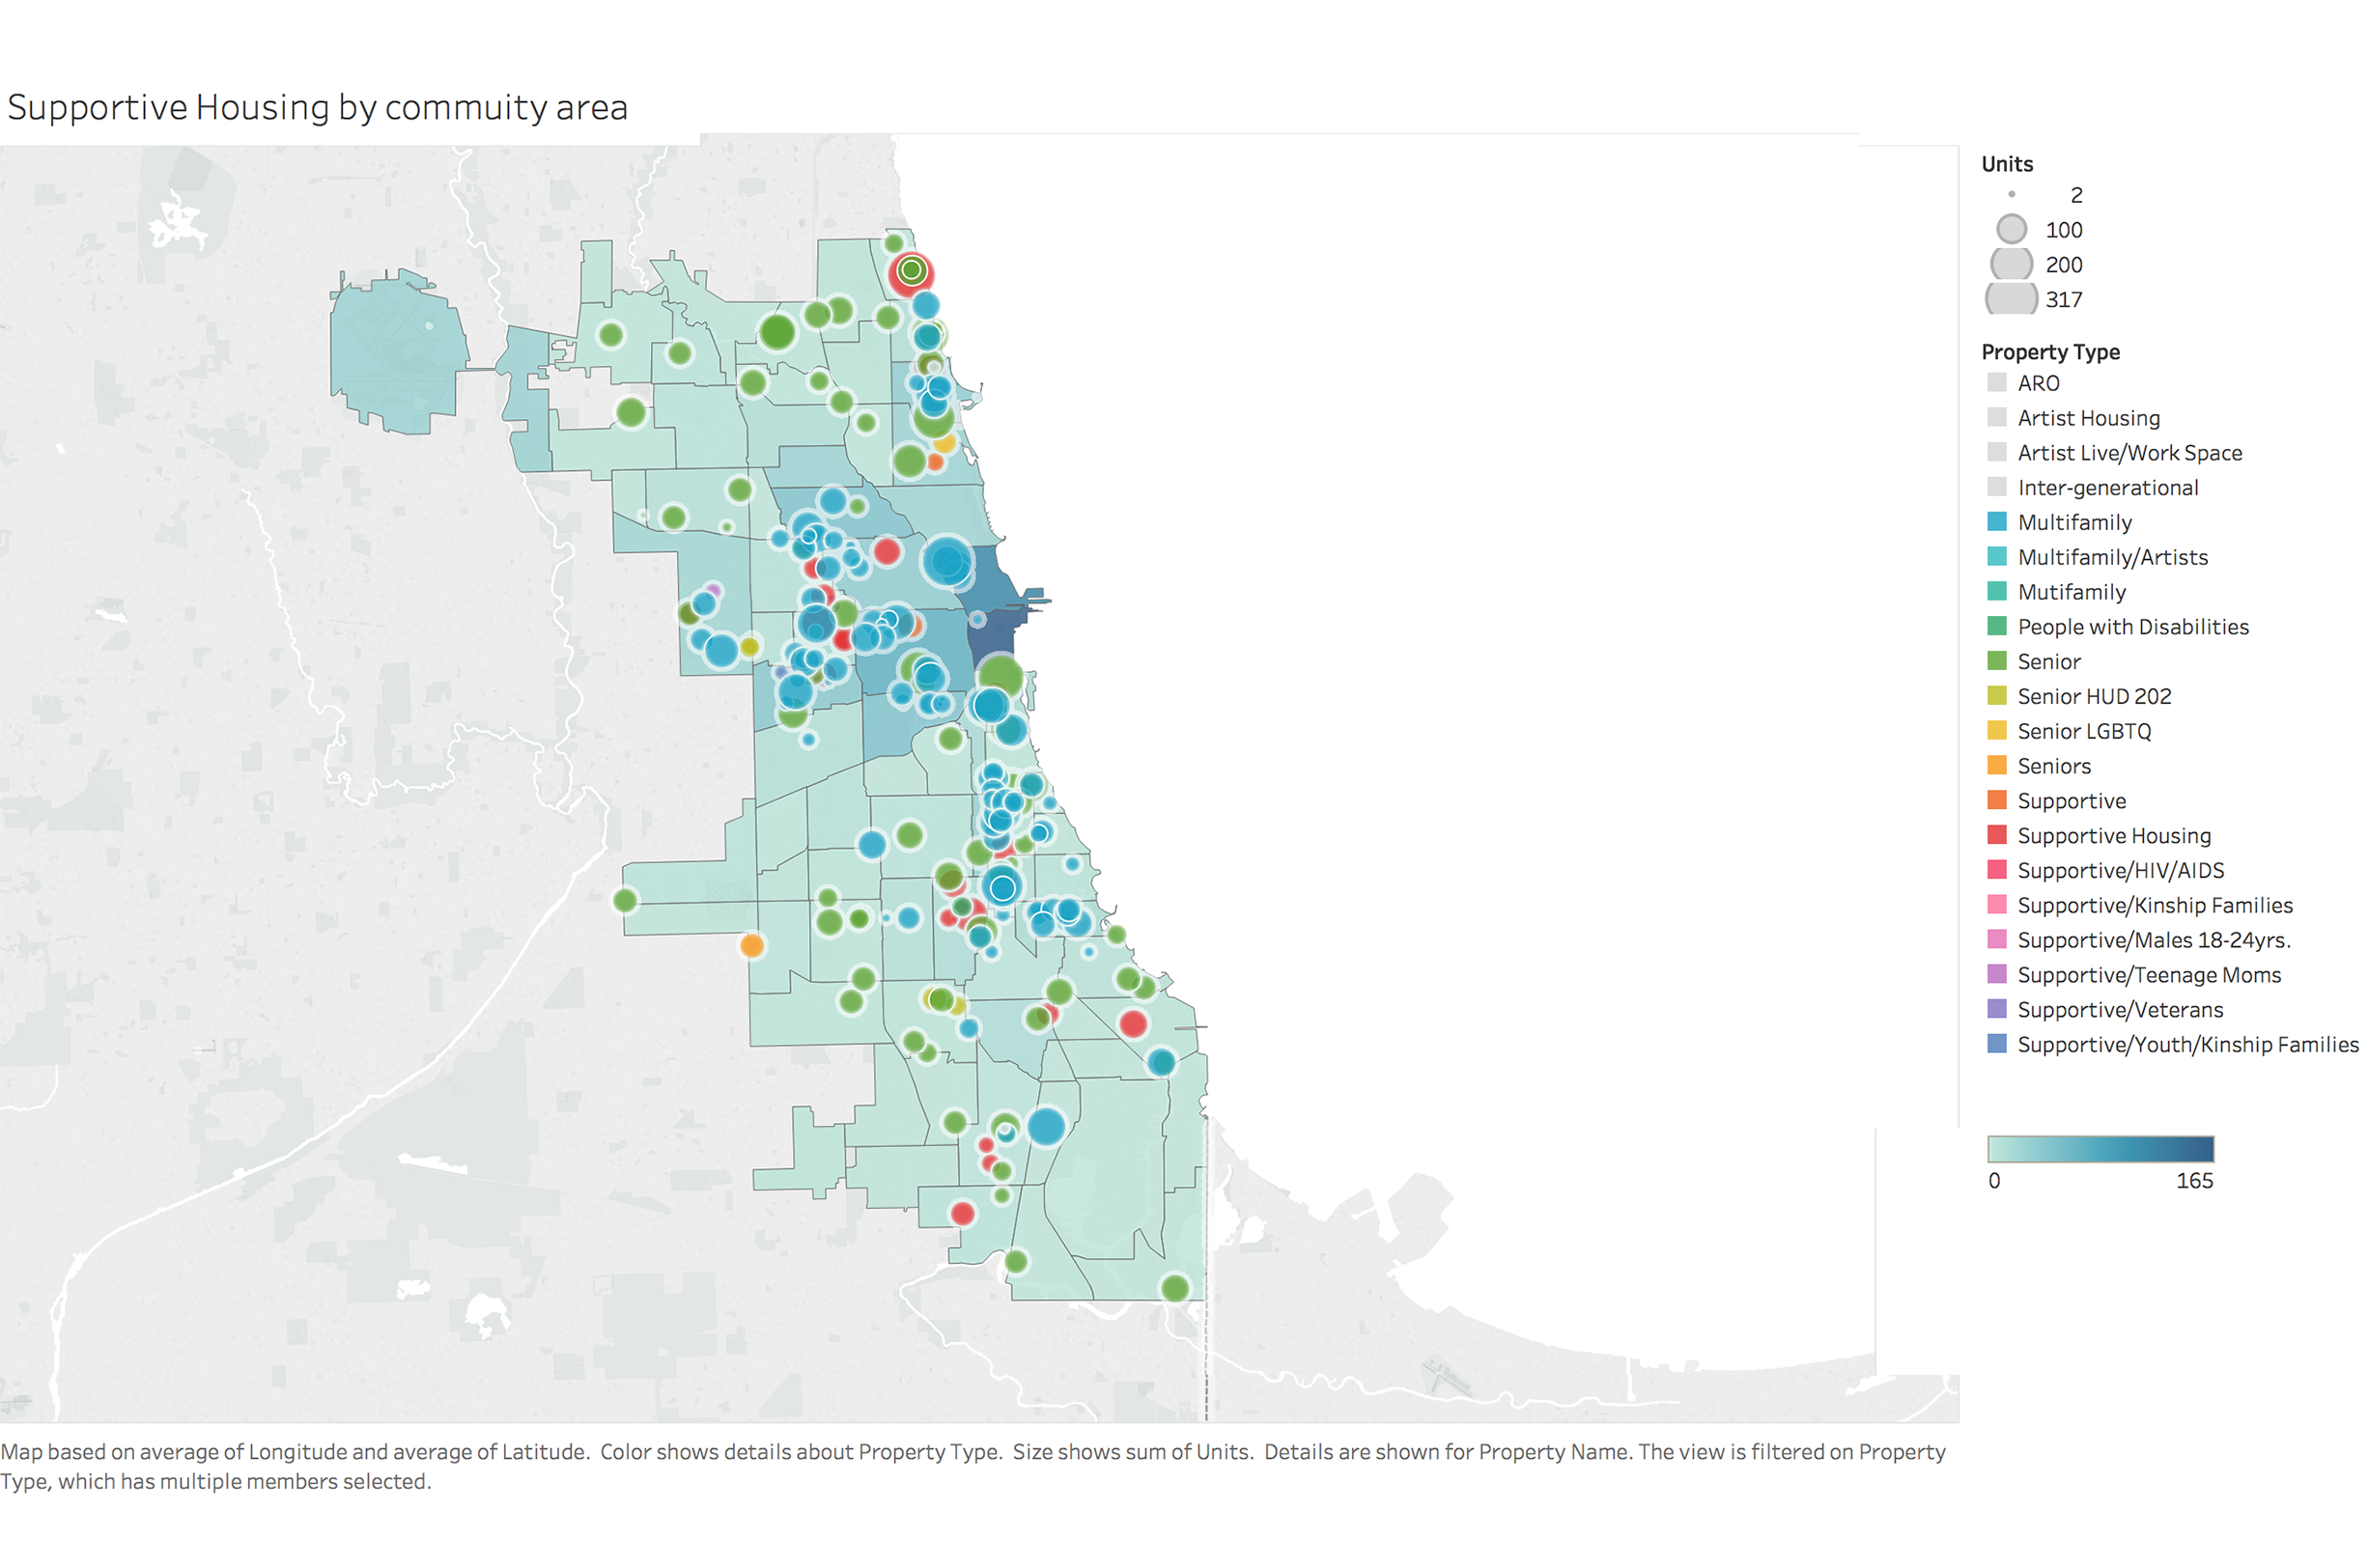 Supportive Housing by commuity area
Units
2
100
200
317
Property Type
ARO
Artist Housing
Artist Live/Work Space
Inter-generational
Multifamily
Multifamily/Artists
Mutifamily
People with Disabilities
Senior
Senior HUD 202
Senior LGBTQ
Seniors
Supportive
Supportive Housing
Supportive/HIV/AIDS
Supportive/Kinship Families
Supportive/Males 18-24yrs.
Supportive/Teenage Moms
Supportive/Veterans
Supportive/Youth/Kinship Families
0 165
Map based on average of Longitude and average of Latitude.  Color shows details about Property Type.  Size shows sum of Units.  Details are shown for Property Name. The view is filtered on Property
Type, which has multiple members selected.